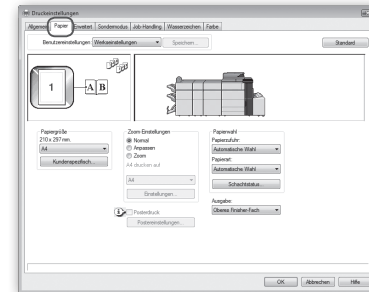 Druckeinstellungen
Allgemein Papier Erweitert Sondermodus Job-Handling Wasserzeichen Farbe
Benutzereinstellungen: Werkseinstellungen Speichern... Standard
1 A B
Papiergröße
210 x 297 mm.
A4
Kundenspezifisch...
Zoom-Einstellungen
Normal
Anpassen
Zoom
A4 drucken auf
A4
Einstellungen...
Posterdruck
Postereinstellungen...
Papierwahl
Papierzufuhr:
Automatische Wahl
Papierart:
Automatische Wahl
Schachtstatus...
Ausgabe:
Oberes Finisher-Fach
OK Abbrechen Hilfe